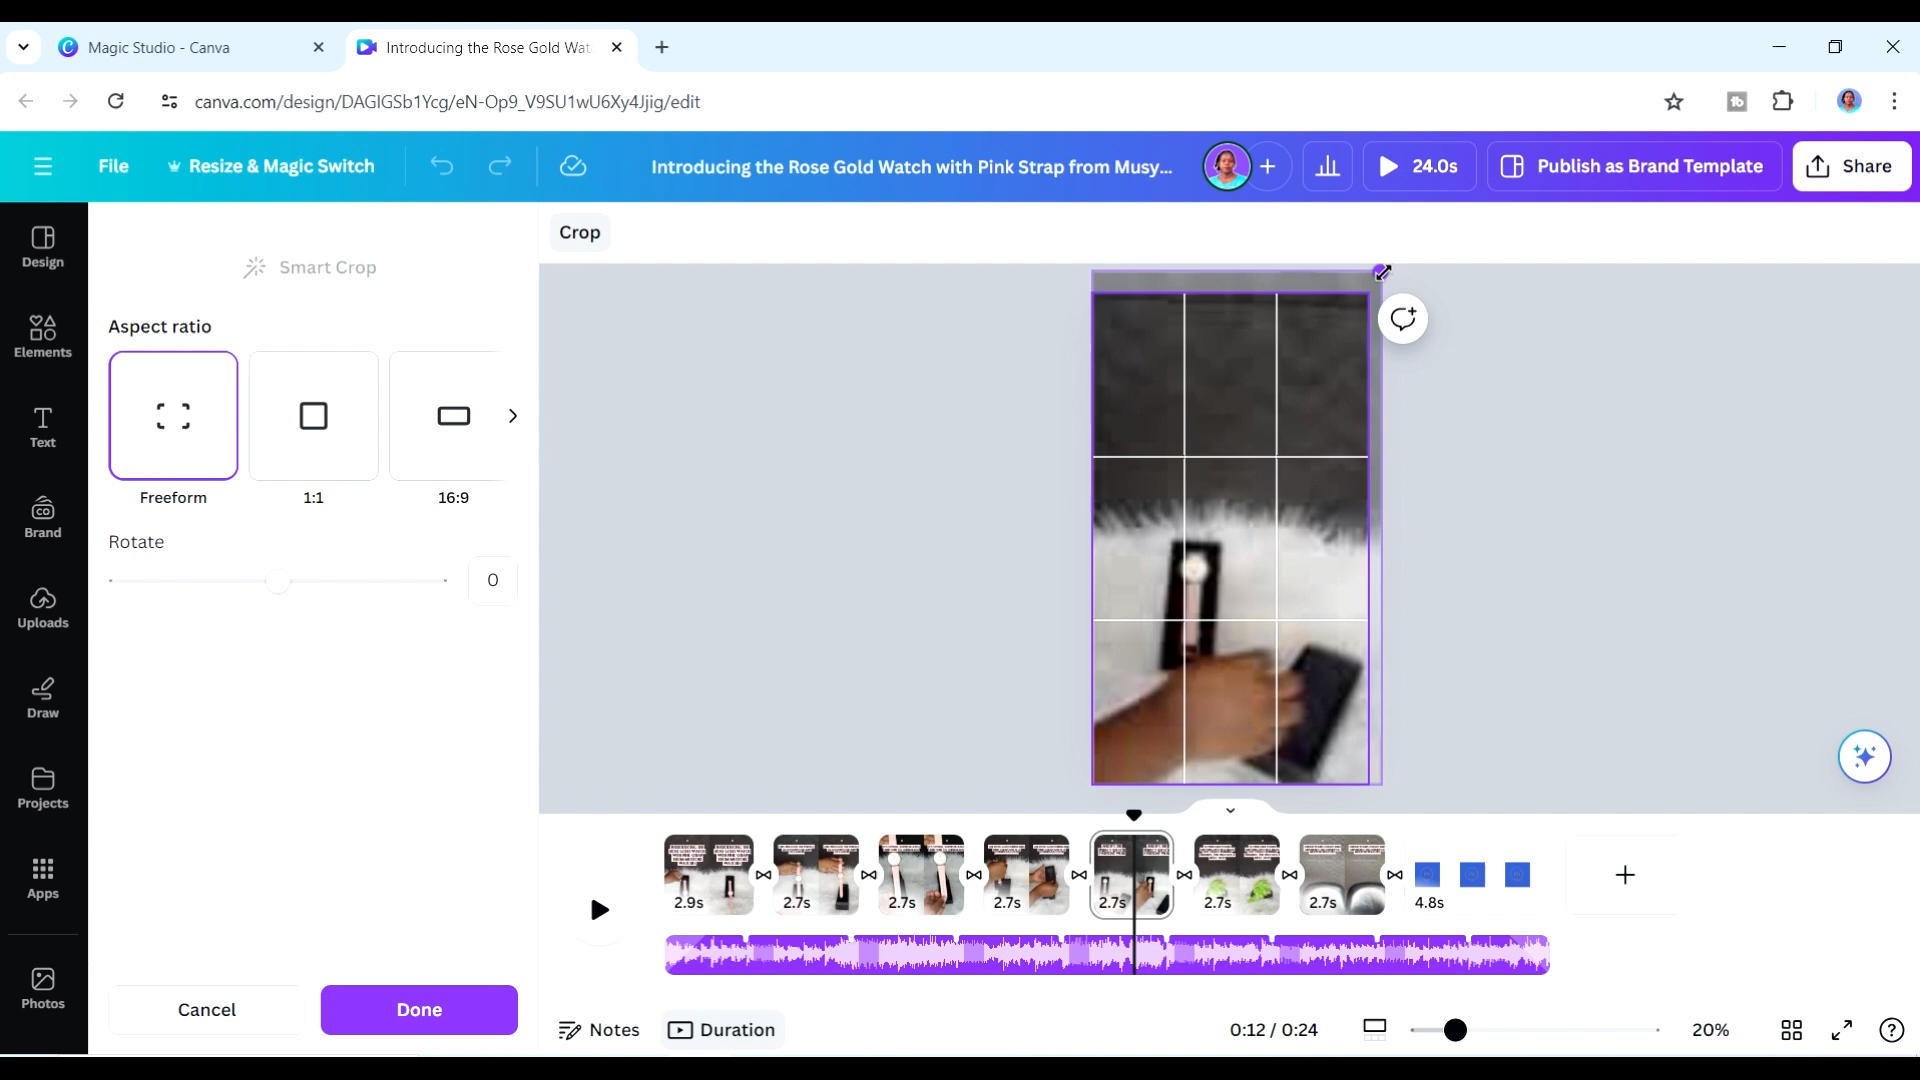 Magic Studio - Canva
Introducing the Rose Gold Wat
canva.com/design/DAGIGSb1Ycg/eN-Op9_V9SU1wU6Xy4Jjig/edit
File
Resize & Magic Switch
Introducing the Rose Gold Watch with Pink Strap from Musy...
24.0s
Publish as Brand Template
Share
Design
Elements
Text
Brand
Uploads
Draw
Projects
Apps
Photos
Smart Crop
Aspect ratio
Freeform
1:1
16:9
Rotate
0
Cancel
Done
Crop
2.9s
2.7s
2.7s
2.7s
2.7s
2.7s
2.7s
4.8s
Notes
Duration
0:12 / 0:24
20%